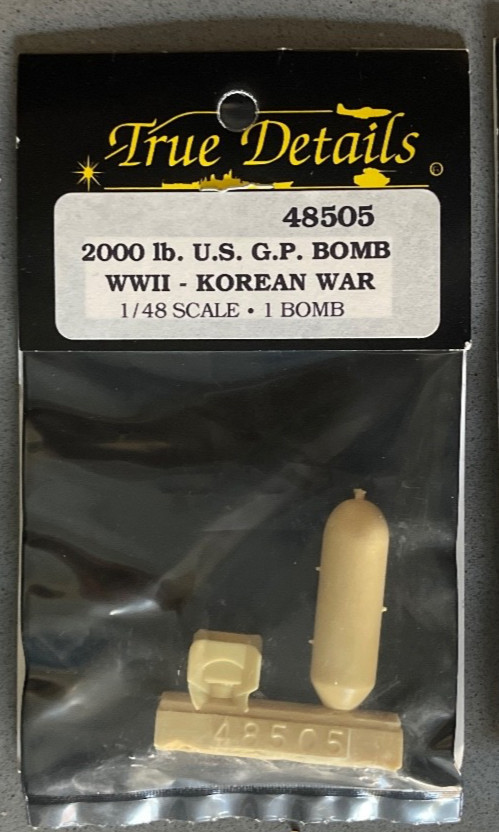 True Details
48505
2000 lb. U.S. G.P. BOMB
WWII - KOREAN WAR
1/48 SCALE • 1 BOMB
48505